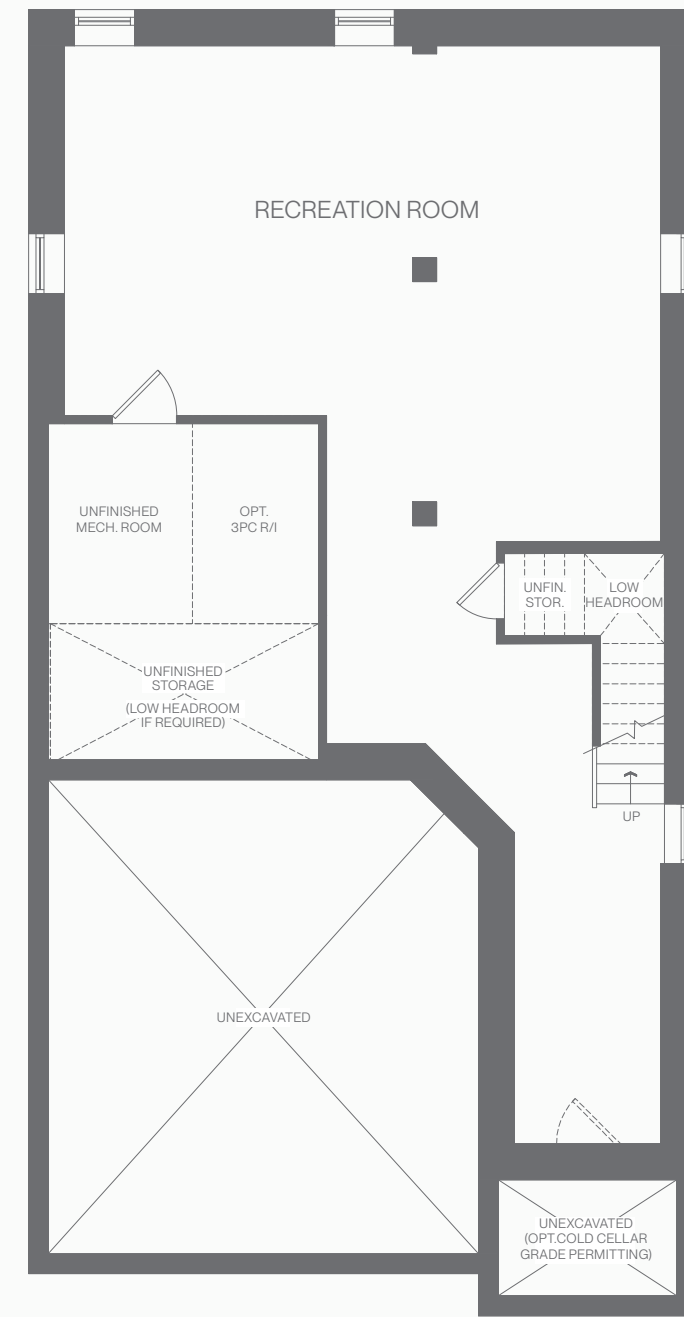 RECREATION ROOM
UNFINISHED
MECH. ROOM
OPT.
3PC R/I
UNFIN.
STOR.
LOW
HEADROOM
UNFINISHED
STORAGE
(LOW HEADROOM
IF REQUIRED)
UP
UNEXCAVATED
UNEXCAVATED
(OPT.COLD CELLAR
GRADE PERMITTING)